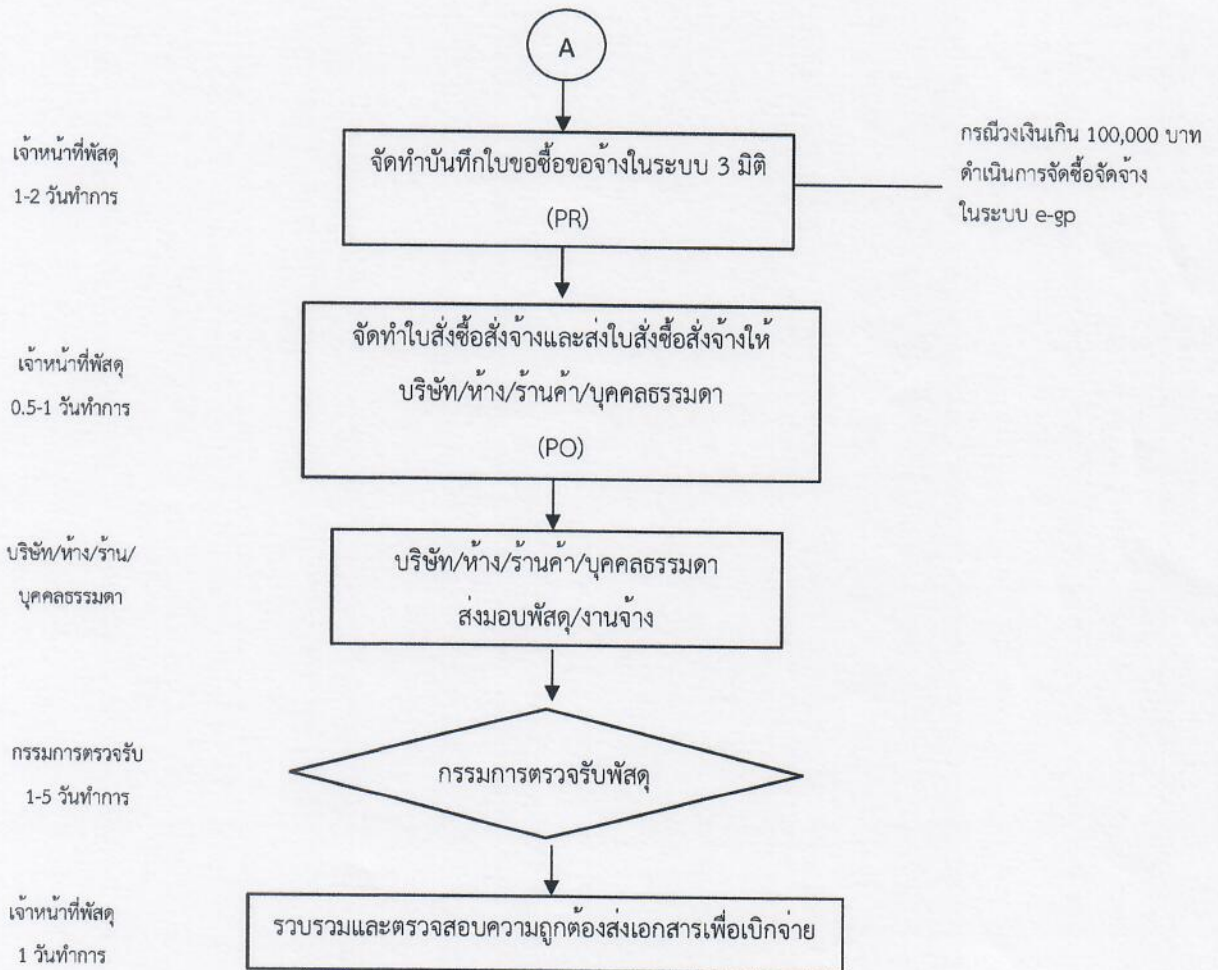 A
เจ้าหน้าที่พัสดุ
1-2 วันทำการ
จัดทำบันทึกใบขอซื้อขอจ้างในระบบ 3 มิติ
(PR)
กรณีวงเงินเกิน 100,000 บาท
ดำเนินการจัดซื้อจัดจ้าง
ในระบบ e-gp
เจ้าหน้าที่พัสดุ
0.5-1 วันทำการ
จัดทำใบสั่งซื้อสั่งจ้างและส่งใบสั่งซื้อสั่งจ้างให้
บริษัท/ห้าง/ร้านค้า/บุคคลธรรมดา
(PO)
บริษัท/ห้าง/ร้าน/
บุคคลธรรมดา
บริษัท/ห้าง/ร้านค้า/บุคคลธรรมดา
ส่งมอบพัสดุ/งานจ้าง
กรรมการตรวจรับ
1-5 วันทำการ
กรรมการตรวจรับพัสดุ
เจ้าหน้าที่พัสดุ
1 วันทำการ
รวบรวมและตรวจสอบความถูกต้องส่งเอกสารเพื่อเบิกจ่าย